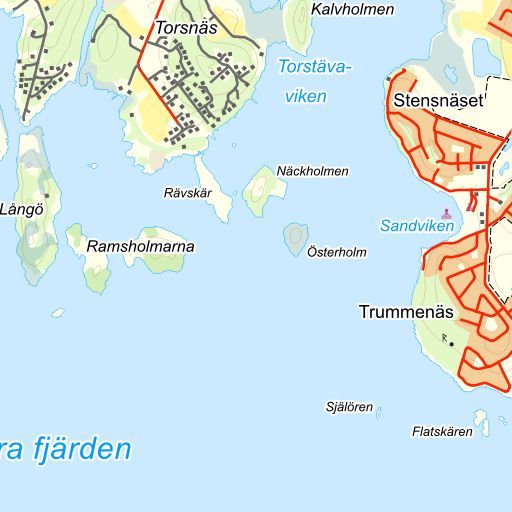 Kalvholmen
Torsnäs
Torstäva-
viken
Stensnäset
Näckholmen
Rävskär
Långö
Sandviken
Ramsholmarna
Österholm
Trummenäs
R
Själören
Flatskären
ra fjärden